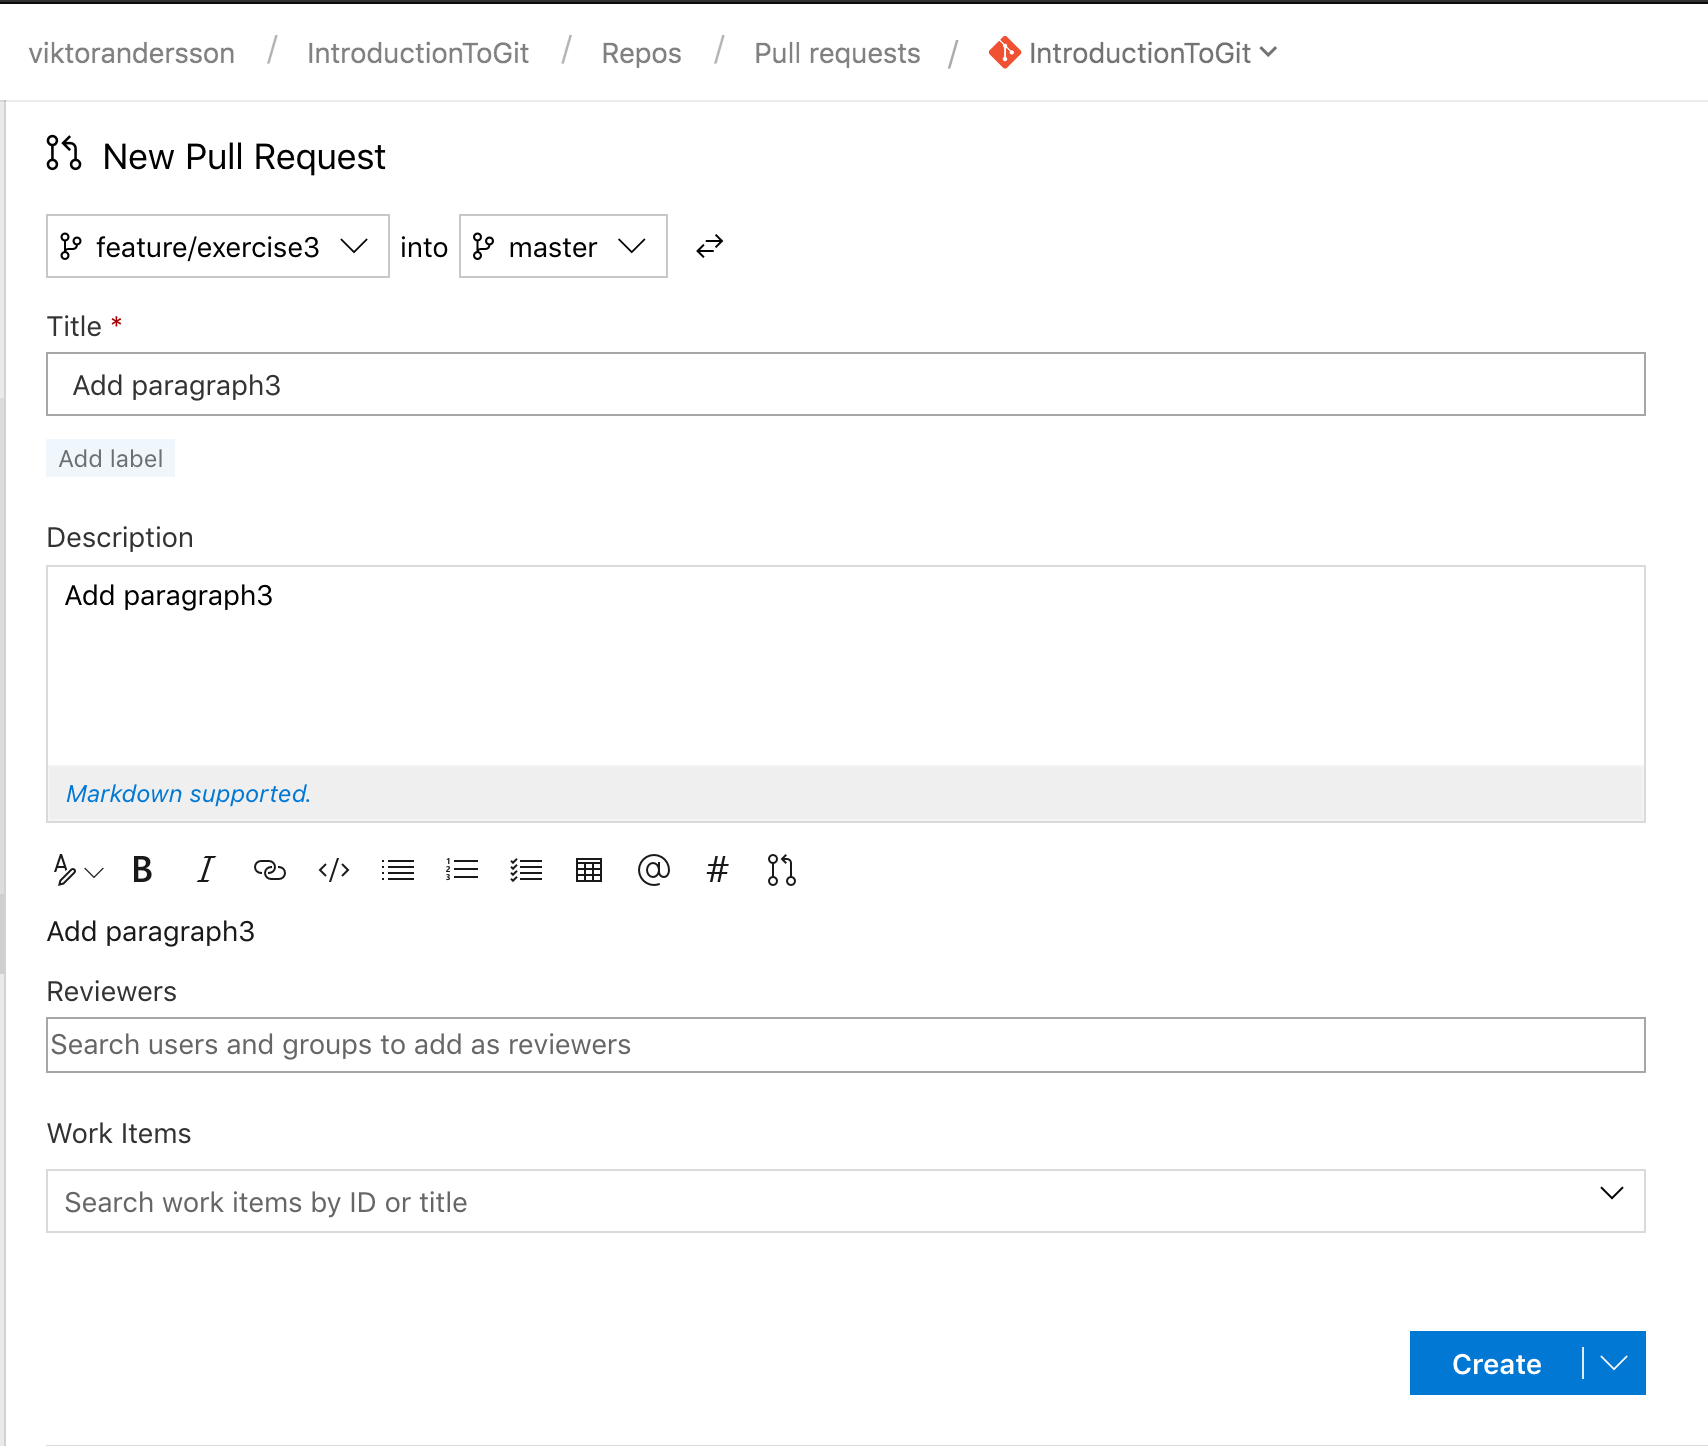 viktorandersson / IntroductionToGit / Repos / Pull requests / IntroductionToGit
New Pull Request
feature/exercise3 into master
Title *
Add paragraph3
Add label
Description
Add paragraph3
Markdown supported.
B I </> @ #
Add paragraph3
Reviewers
Search users and groups to add as reviewers
Work Items
Search work items by ID or title
Create